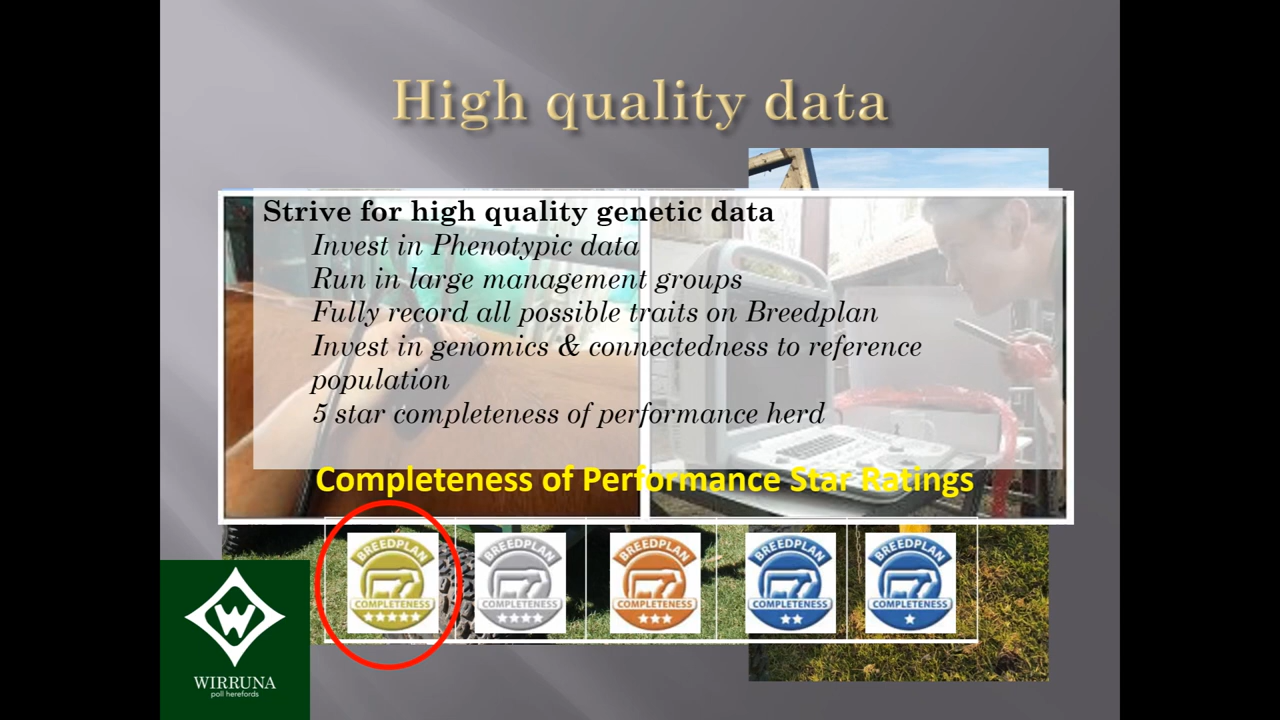 High quality data
Strive for high quality genetic data
Invest in Phenotypic data
Run in large management groups
Fully record all possible traits on Breedplan
Invest in genomics & connectedness to reference
population
5 star completeness of performance herd
Completeness of Performance Star Ratings
BREEDPLAN BREEDPLAN BREEDPLAN BREEDPLAN BREEDPLAN
COMPLETENESS COMPLETENESS COMPLETENESS COMPLETENESS COMPLETENESS
W
WIRRUNA
poll herefords